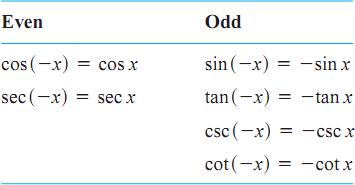 Even Odd
cos(−x) = cos x sin(−x) = −sin x
sec(−x) = sec x tan(−x) = −tan x
csc(−x) = −csc x
cot(−x) = −cot x